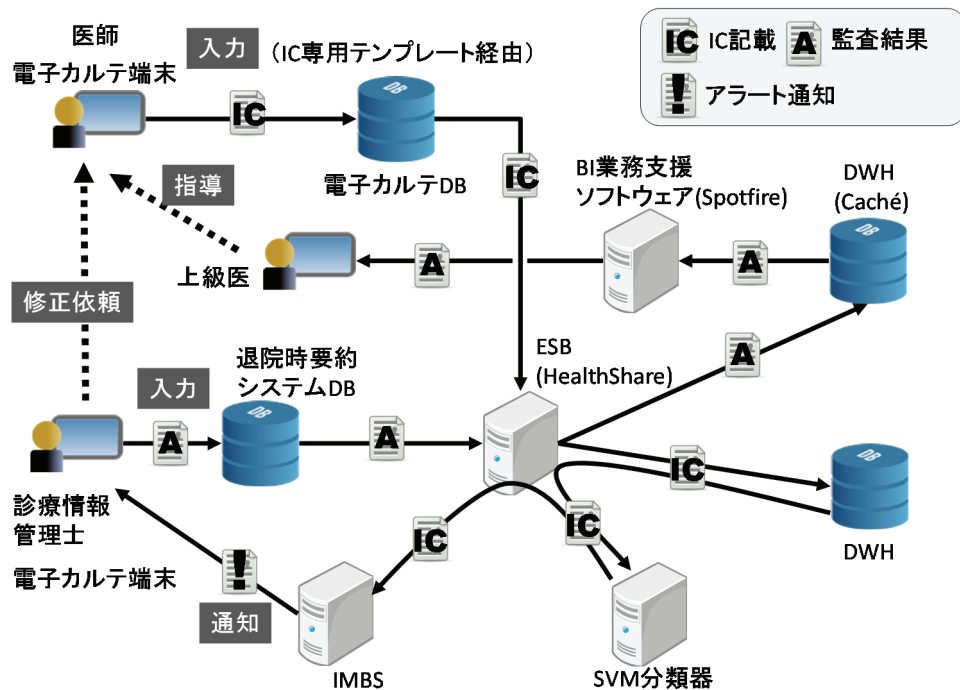 医師
電子カルテ端末
入力
（IC専用テンプレート経由）
DB
電子カルテDB
IC
IC
IC
IC記載
A
監査結果
!
アラート通知
指導
上級医
A
BI業務支援
ソフトウェア(Spotfire)
A
DWH
(Caché)
DB
修正依頼
入力
A
退院時要約
システムDB
DB
A
ESB
(HealthShare)
A
IC
DB
DWH
診療情報
管理士
電子カルテ端末
!
通知
IC
IMBS
IC
SVM分類器